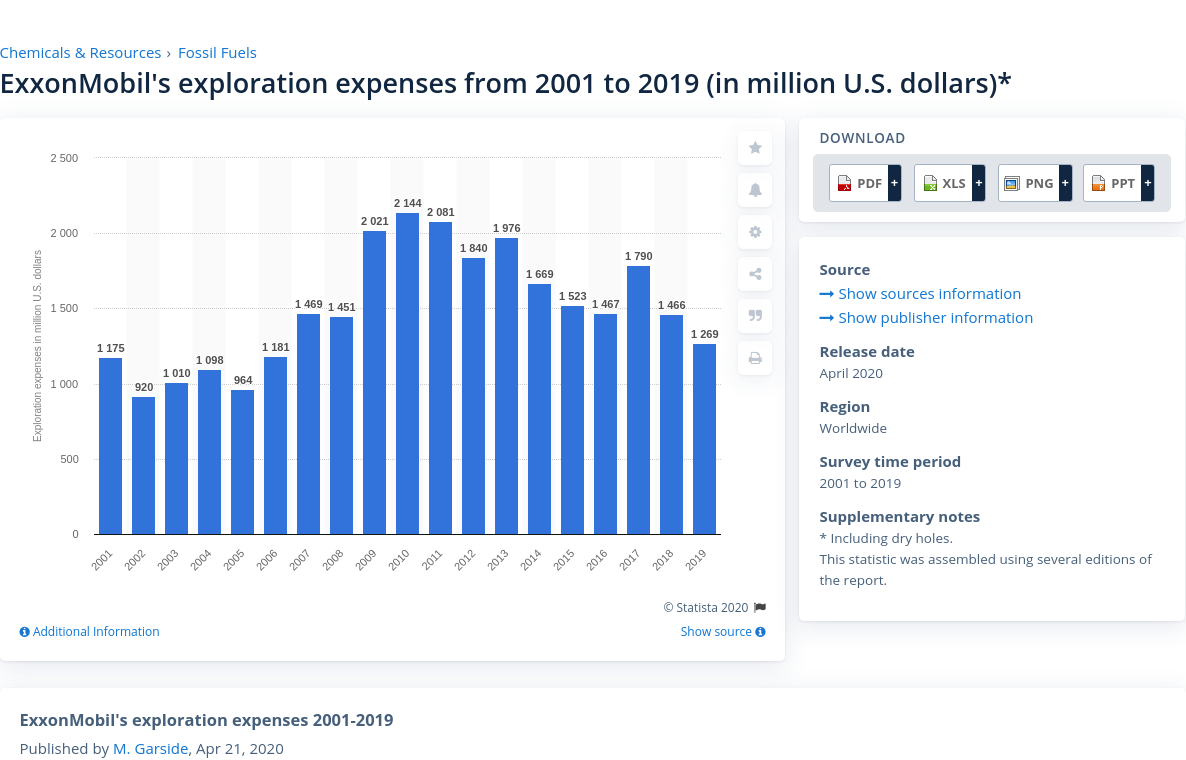 Chemicals & Resources › Fossil Fuels
ExxonMobil's exploration expenses from 2001 to 2019 (in million U.S. dollars)*
Exploration expenses in million U.S. dollars
2 500
2 000
1 500
1 000
500
0
1 175
920
1 010
1 098
964
1 181
1 469
1 451
2 021
2 144
2 081
1 840
1 976
1 669
1 523
1 467
1 790
1 466
1 269
2001
2002
2003
2004
2005
2006
2007
2008
2009
2010
2011
2012
2013
2014
2015
2016
2017
2018
2019
© Statista 2020
Additional Information
Show source
DOWNLOAD
PDF +
XLS +
PNG +
PPT +
Source
Show sources information
Show publisher information
Release date
April 2020
Region
Worldwide
Survey time period
2001 to 2019
Supplementary notes
* Including dry holes.
This statistic was assembled using several editions of
the report.
ExxonMobil's exploration expenses 2001-2019
Published by M. Garside, Apr 21, 2020